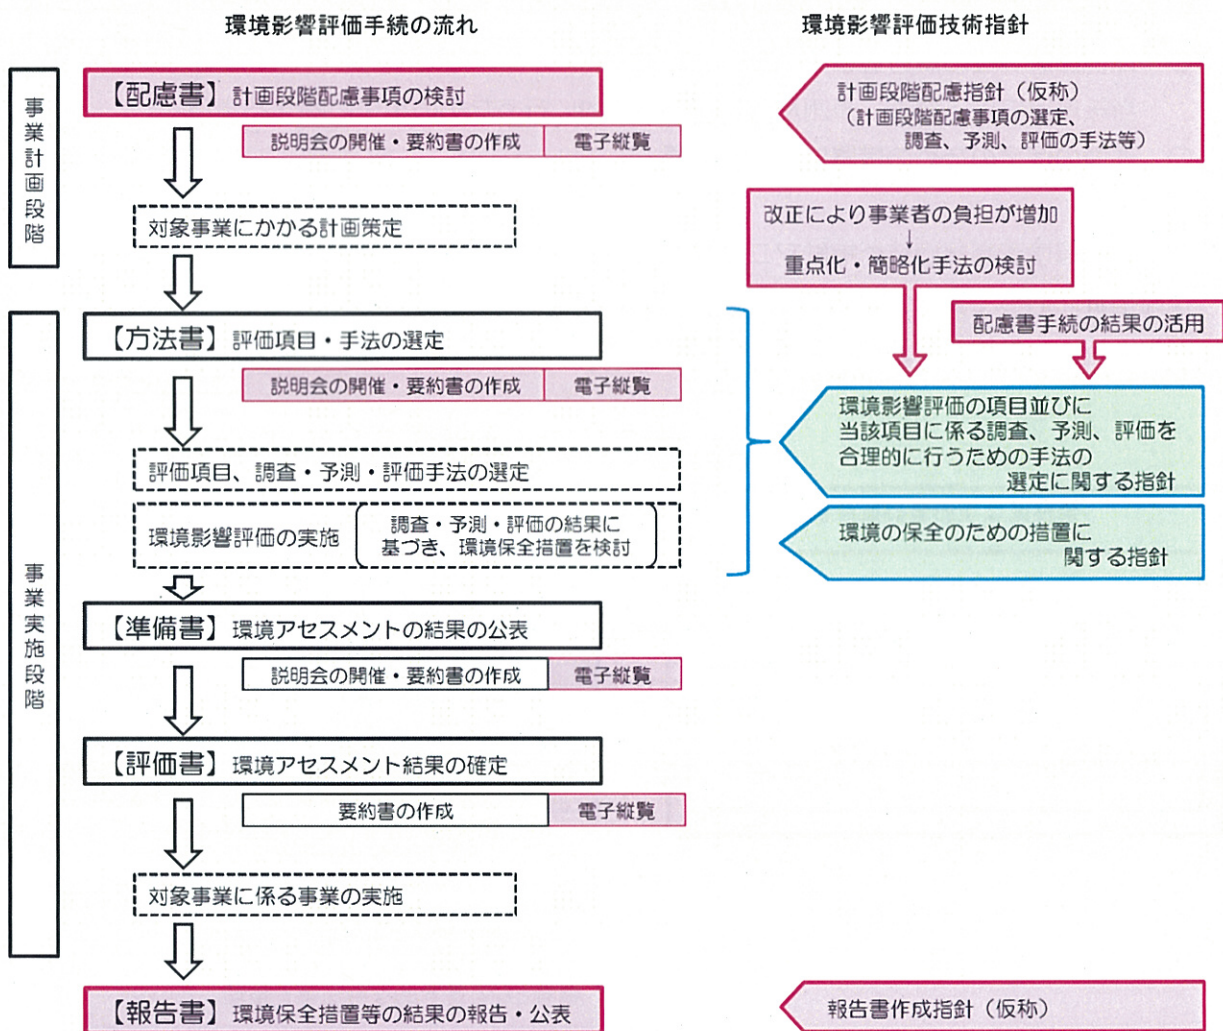 環境影響評価手続の流れ
環境影響評価技術指針
事業計画段階
【配慮書】計画段階配慮事項の検討
説明会の開催・要約書の作成
電子縦覧
対象事業にかかる計画策定
計画段階配慮指針（仮称）
（計画段階配慮事項の選定、
調査、予測、評価の手法等）
改正により事業者の負担が増加
↓
重点化・簡略化手法の検討
配慮書手続の結果の活用
事業実施段階
【方法書】評価項目・手法の選定
説明会の開催・要約書の作成
電子縦覧
評価項目、調査・予測・評価手法の選定
環境影響評価の実施
調査・予測・評価の結果に
基づき、環境保全措置を検討
環境影響評価の項目並びに
当該項目に係る調査、予測、評価を
合理的に行うための手法の
選定に関する指針
環境の保全のための措置に
関する指針
【準備書】環境アセスメントの結果の公表
説明会の開催・要約書の作成
電子縦覧
【評価書】環境アセスメント結果の確定
要約書の作成
電子縦覧
対象事業に係る事業の実施
【報告書】環境保全措置等の結果の報告・公表
報告書作成指針（仮称）